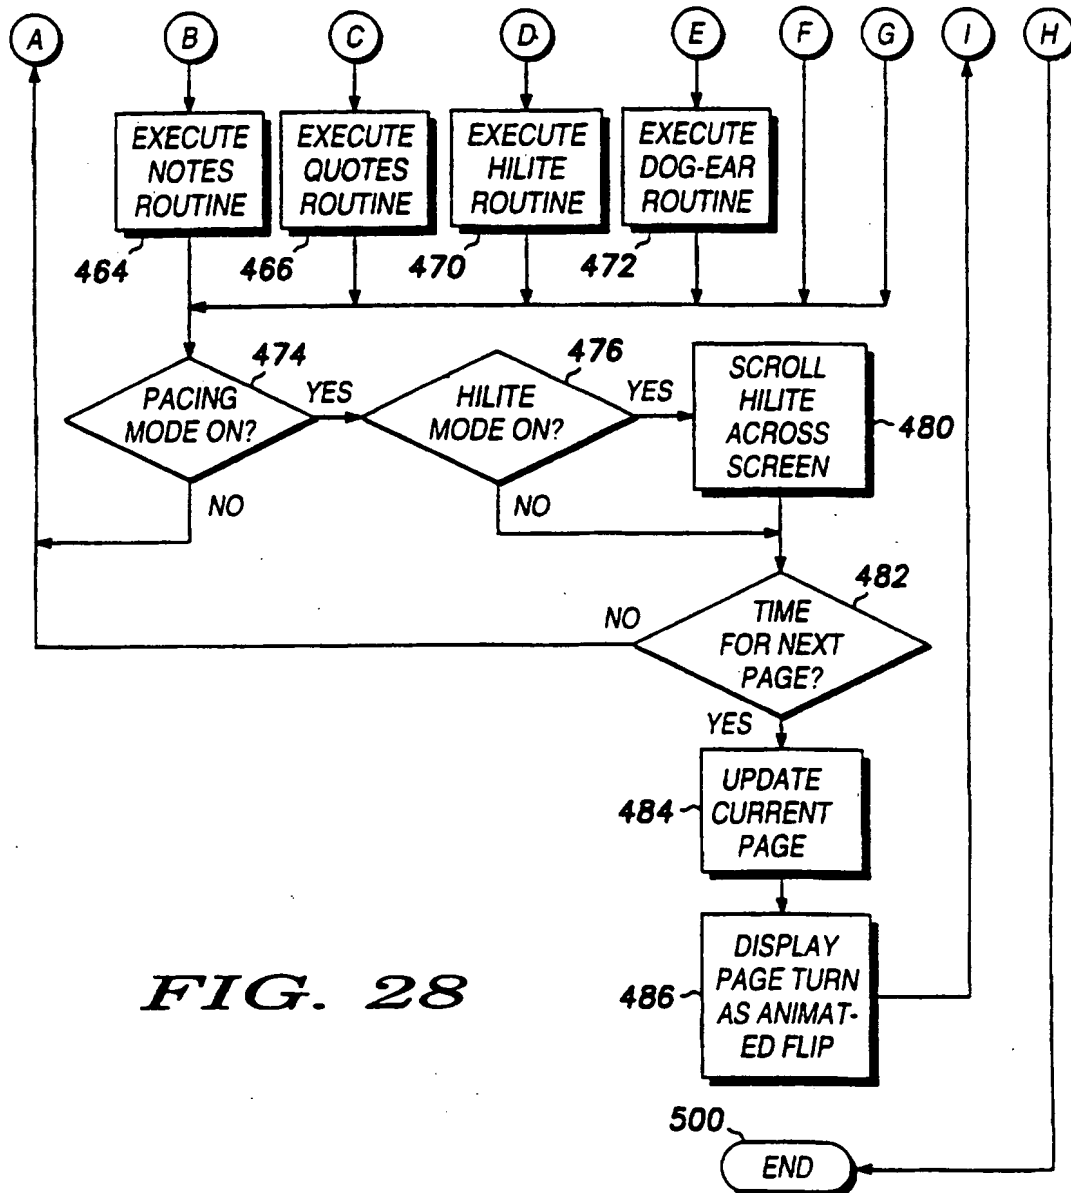 A B C D E F G I H
EXECUTE
NOTES
ROUTINE
464
EXECUTE
QUOTES
ROUTINE
466
EXECUTE
HILITE
ROUTINE
470
EXECUTE
DOG-EAR
ROUTINE
472
PACING
MODE ON?
474
YES
NO
HILITE
MODE ON?
476
YES
NO
SCROLL
HILITE
ACROSS
SCREEN
480
TIME
FOR NEXT
PAGE?
482
NO
YES
UPDATE
CURRENT
PAGE
484
DISPLAY
PAGE TURN
AS ANIMAT-
ED FLIP
486
FIG. 28
500
END